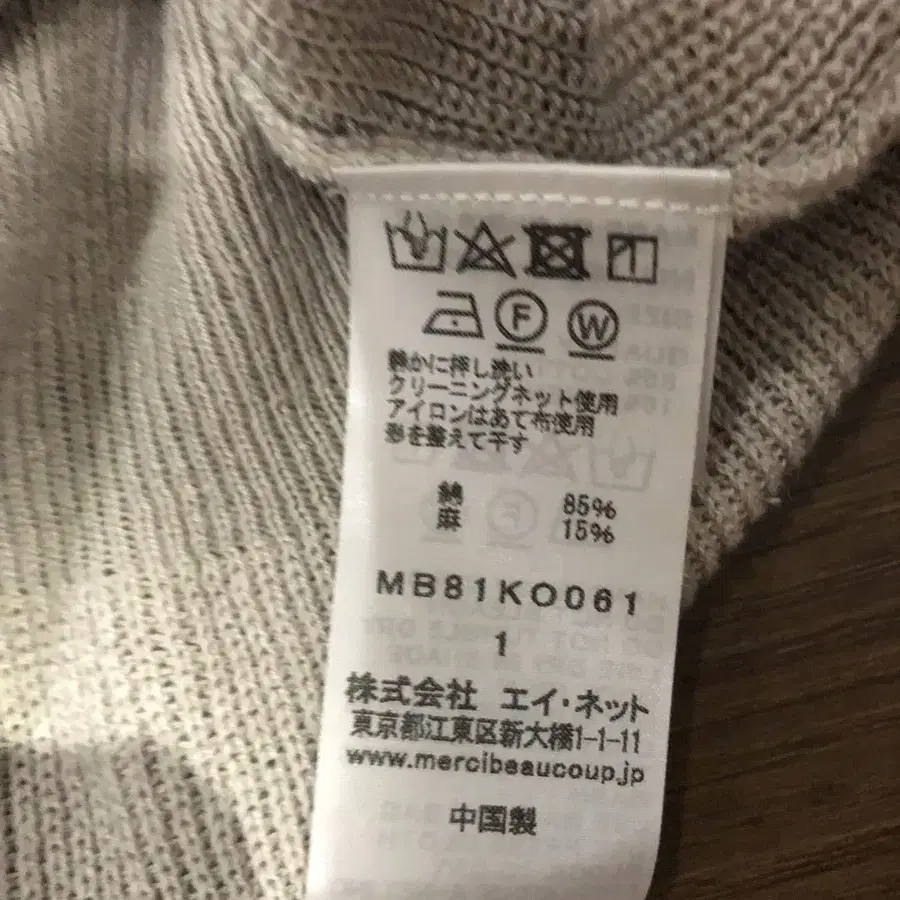 F W
静かに押し洗い
クリーニングネット使用
アイロンはあて布使用
形を整えて干す
綿 85%
麻 15%
MB81KO061
1
株式会社 エイ・ネット
東京都江東区新大橋1-1-11
www.mercibeaucoup.jp
中国製